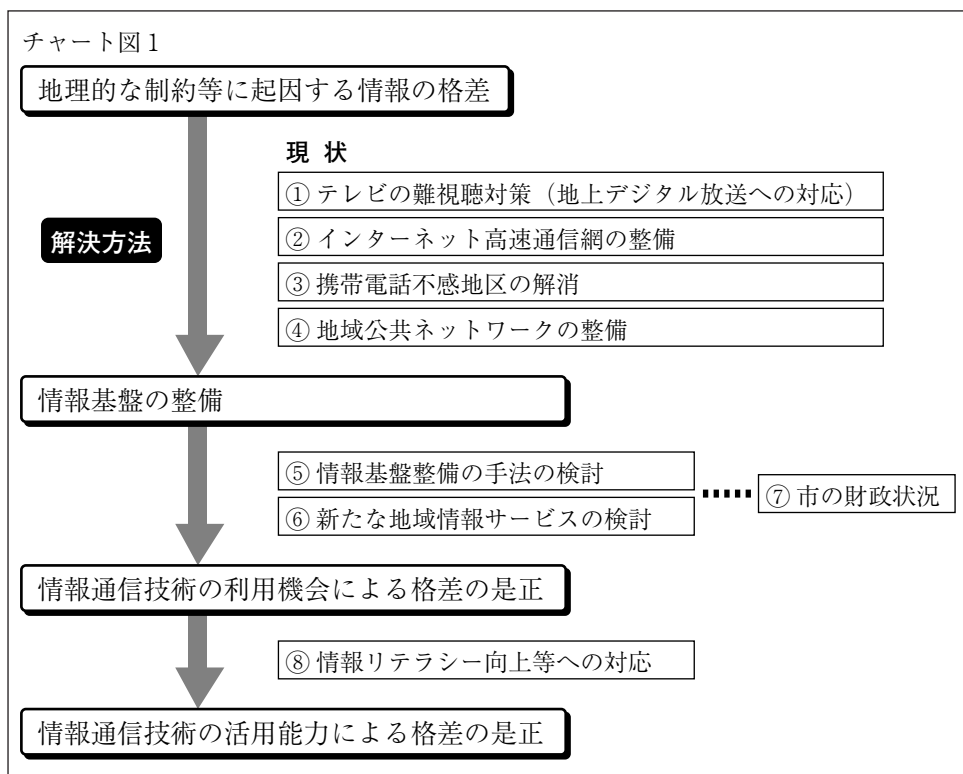 チャート図1
地理的な制約等に起因する情報の格差
現 状
① テレビの難視聴対策（地上デジタル放送への対応）
解決方法
② インターネット高速通信網の整備
③ 携帯電話不感地区の解消
④ 地域公共ネットワークの整備
情報基盤の整備
⑤ 情報基盤整備の手法の検討
⑦ 市の財政状況
⑥ 新たな地域情報サービスの検討
情報通信技術の利用機会による格差の是正
⑧ 情報リテラシー向上等への対応
情報通信技術の活用能力による格差の是正